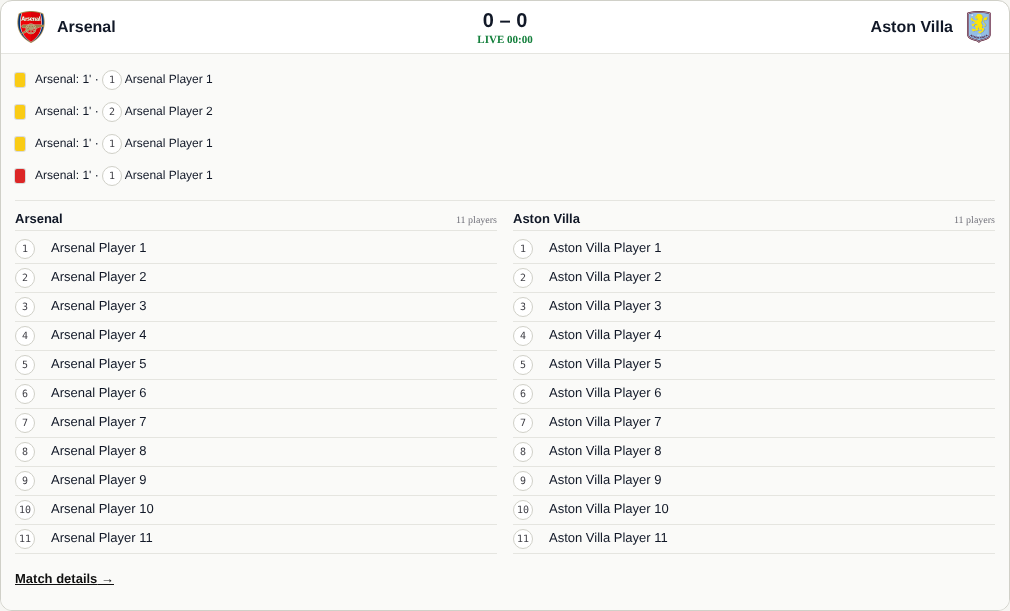 Arsenal
0 – 0
LIVE 00:00
Aston Villa
Arsenal: 1' · 1 Arsenal Player 1
Arsenal: 1' · 2 Arsenal Player 2
Arsenal: 1' · 1 Arsenal Player 1
Arsenal: 1' · 1 Arsenal Player 1
Arsenal 11 players
1 Arsenal Player 1
2 Arsenal Player 2
3 Arsenal Player 3
4 Arsenal Player 4
5 Arsenal Player 5
6 Arsenal Player 6
7 Arsenal Player 7
8 Arsenal Player 8
9 Arsenal Player 9
10 Arsenal Player 10
11 Arsenal Player 11
Aston Villa 11 players
1 Aston Villa Player 1
2 Aston Villa Player 2
3 Aston Villa Player 3
4 Aston Villa Player 4
5 Aston Villa Player 5
6 Aston Villa Player 6
7 Aston Villa Player 7
8 Aston Villa Player 8
9 Aston Villa Player 9
10 Aston Villa Player 10
11 Aston Villa Player 11
Match details →